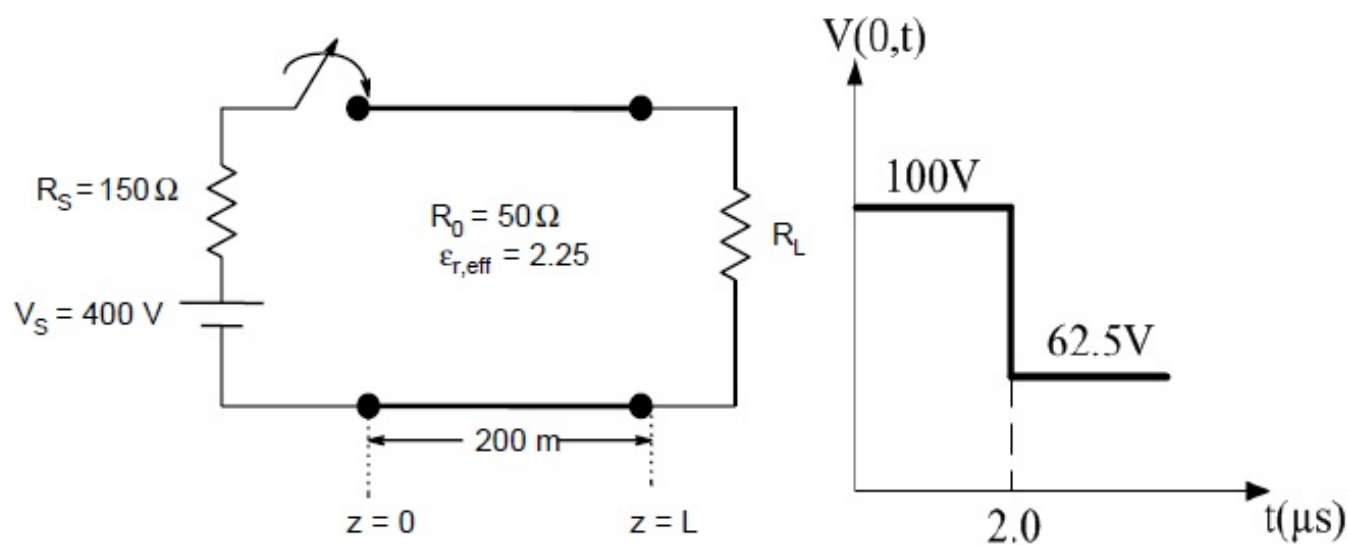 R_S = 150 Ω
V_S = 400 V
R_0 = 50 Ω
ε_r,eff = 2.25
R_L
200 m
z = 0
z = L
V(0,t)
100V
62.5V
2.0
t(μs)